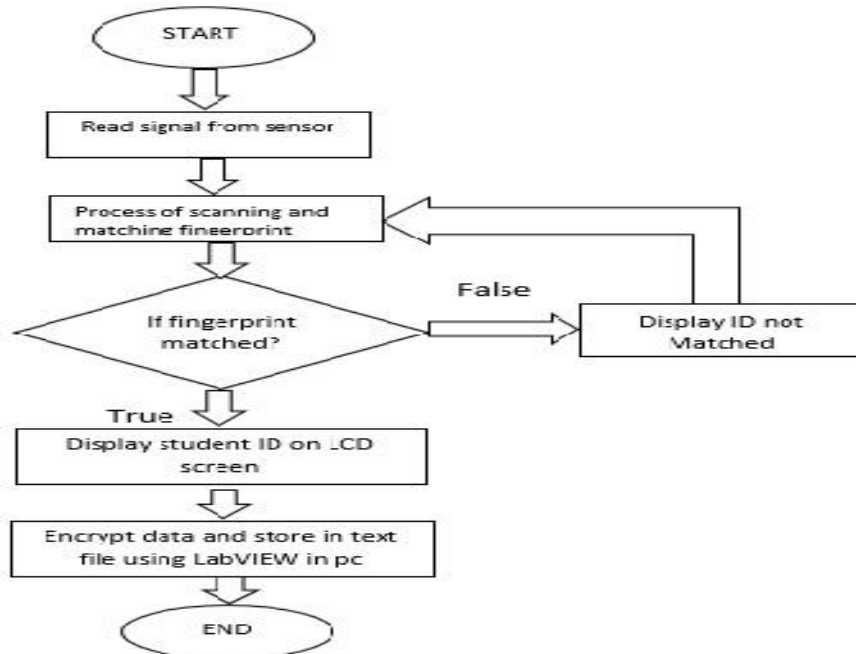 START
Read signal from sensor
Process of scanning and
matching fingerprint
False
If fingerprint
matched?
Display ID not
Matched
True
Display student ID on LCD
screen
Encrypt data and store in text
file using LabVIEW in pc
END